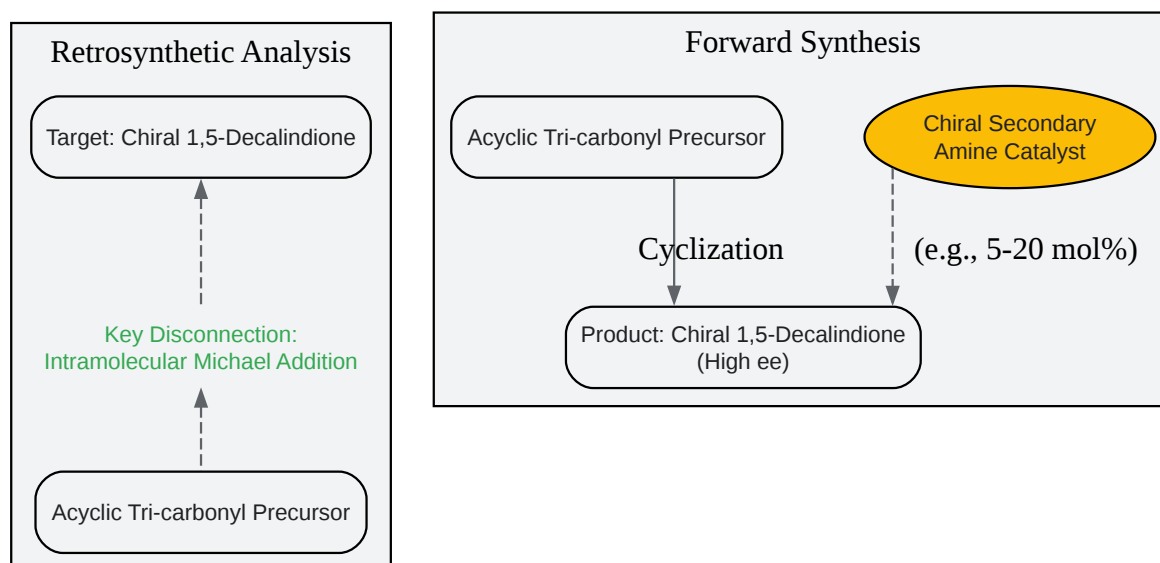 Retrosynthetic Analysis
Target: Chiral 1,5-Decalindione
Key Disconnection:
Intramolecular Michael Addition
Acyclic Tri-carbonyl Precursor
Forward Synthesis
Acyclic Tri-carbonyl Precursor
Chiral Secondary
Amine Catalyst
Cyclization
(e.g., 5-20 mol%)
Product: Chiral 1,5-Decalindione
(High ee)